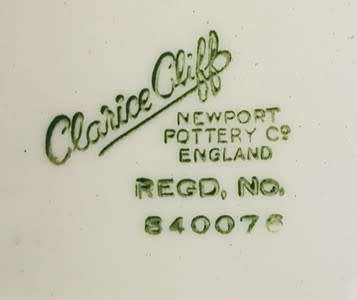 Clarice Cliff
NEWPORT
POTTERY Cº
ENGLAND
REGD, NO.
840076